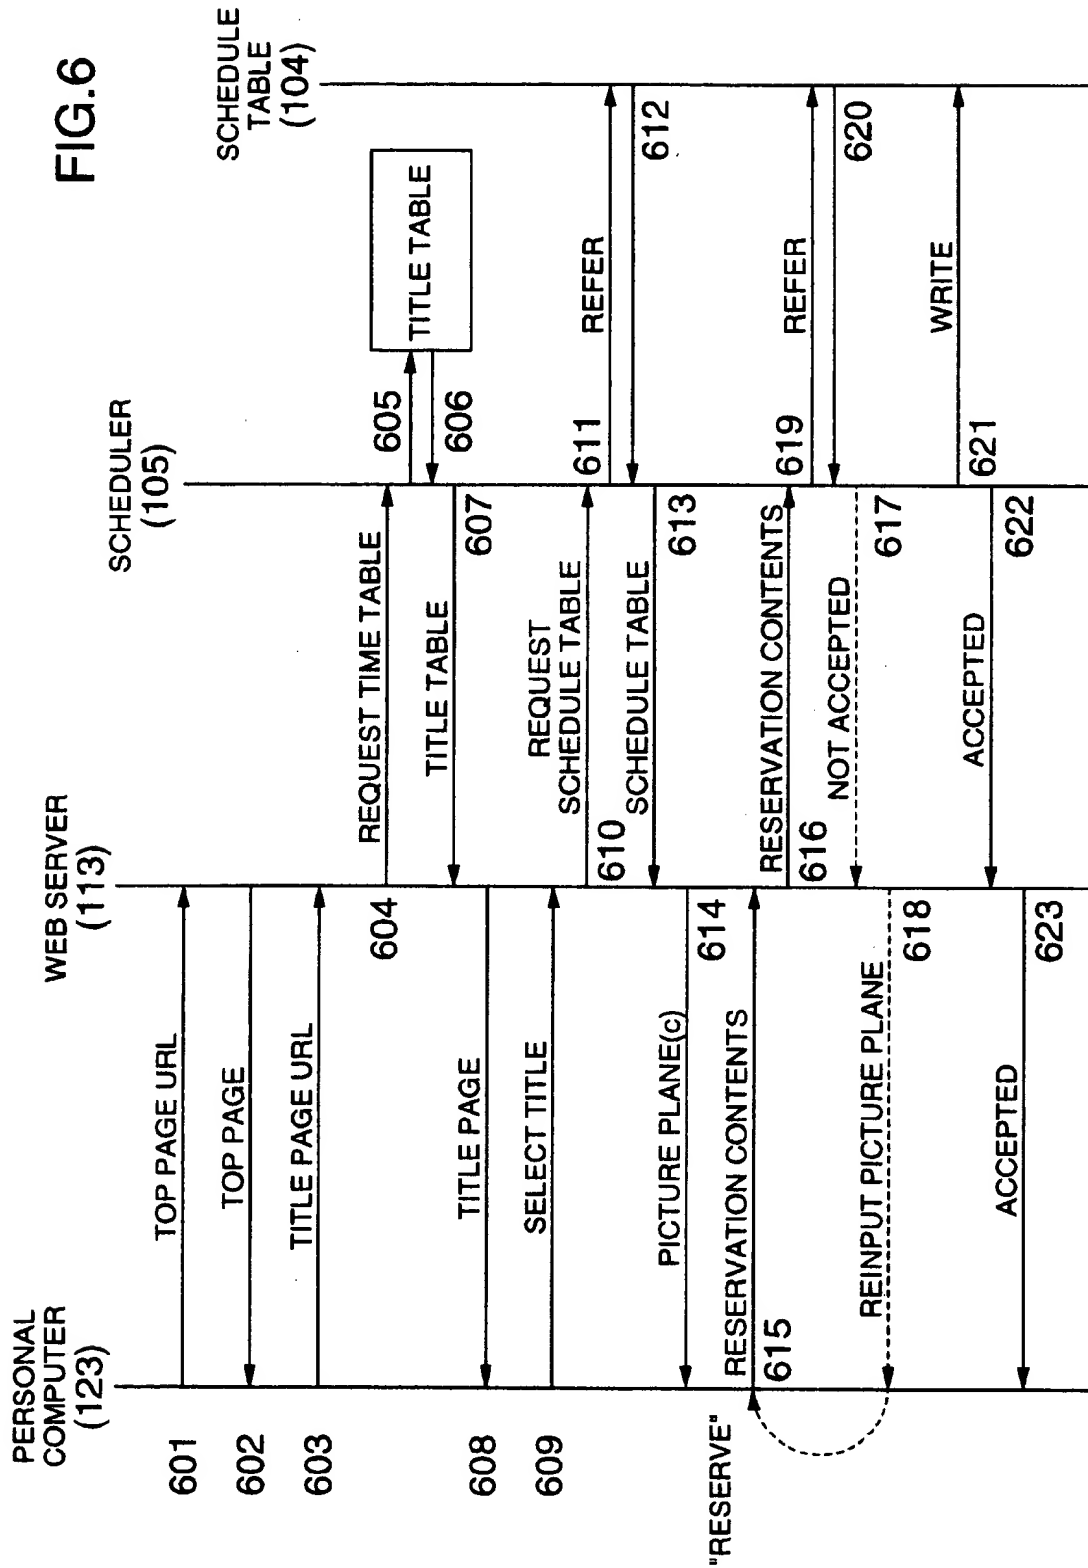 FIG.6
PERSONAL
COMPUTER
(123)
WEB SERVER
(113)
SCHEDULER
(105)
SCHEDULE
TABLE
(104)
601
TOP PAGE URL
602
TOP PAGE
603
TITLE PAGE URL
604
REQUEST TIME TABLE
605
606
TITLE TABLE
607
TITLE TABLE
608
TITLE PAGE
609
SELECT TITLE
610
REQUEST
SCHEDULE TABLE
611
REFER
612
613
SCHEDULE TABLE
614
PICTURE PLANE(c)
"RESERVE"
615
RESERVATION CONTENTS
616
RESERVATION CONTENTS
619
REFER
620
617
NOT ACCEPTED
618
REINPUT PICTURE PLANE
621
WRITE
622
ACCEPTED
623
ACCEPTED